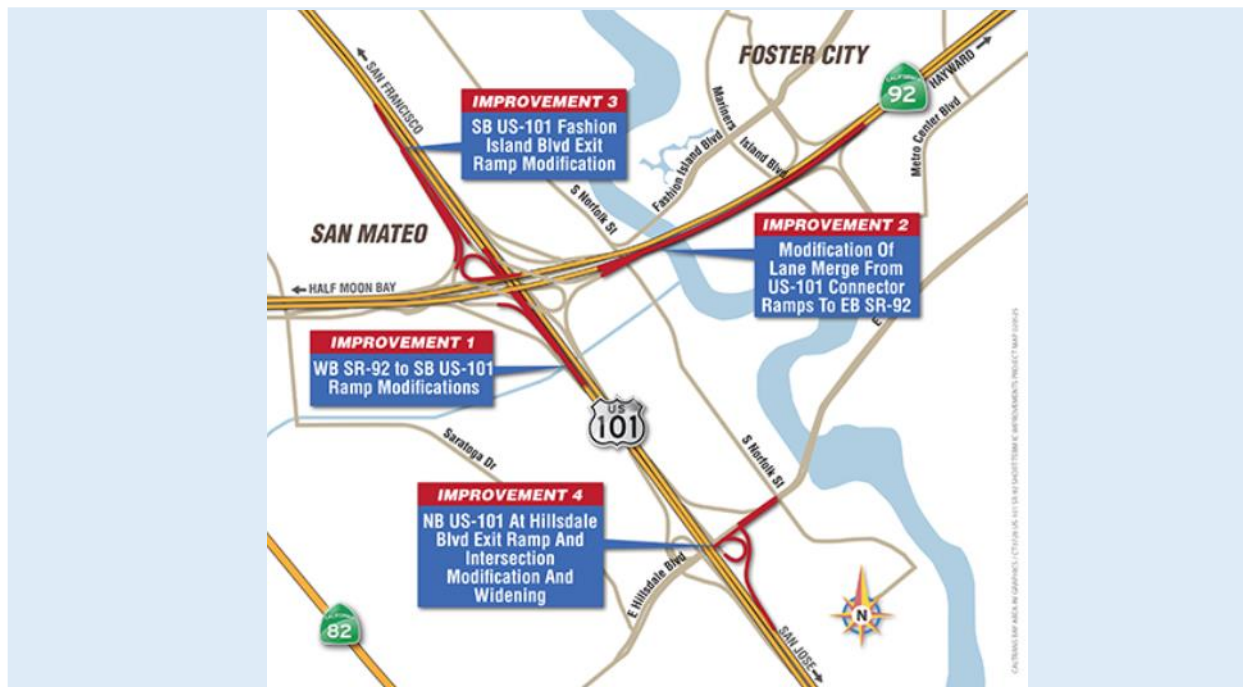 SAN FRANCISCO
FOSTER CITY
CALIFORNIA
92
HAYWARD
IMPROVEMENT 3
SB US-101 Fashion
Island Blvd Exit
Ramp Modification
Mariners
Island Blvd
Fashion Island Blvd
Metro Center Blvd
S Norfolk St
SAN MATEO
IMPROVEMENT 2
Modification Of
Lane Merge From
US-101 Connector
Ramps To EB SR-92
HALF MOON BAY
IMPROVEMENT 1
WB SR-92 to SB US-101
Ramp Modifications
US
101
Saratoga Dr
S Norfolk St
IMPROVEMENT 4
NB US-101 At Hillsdale
Blvd Exit Ramp And
Intersection
Modification And
Widening
E Hillsdale Blvd
N
CALIFORNIA
82
SAN JOSE